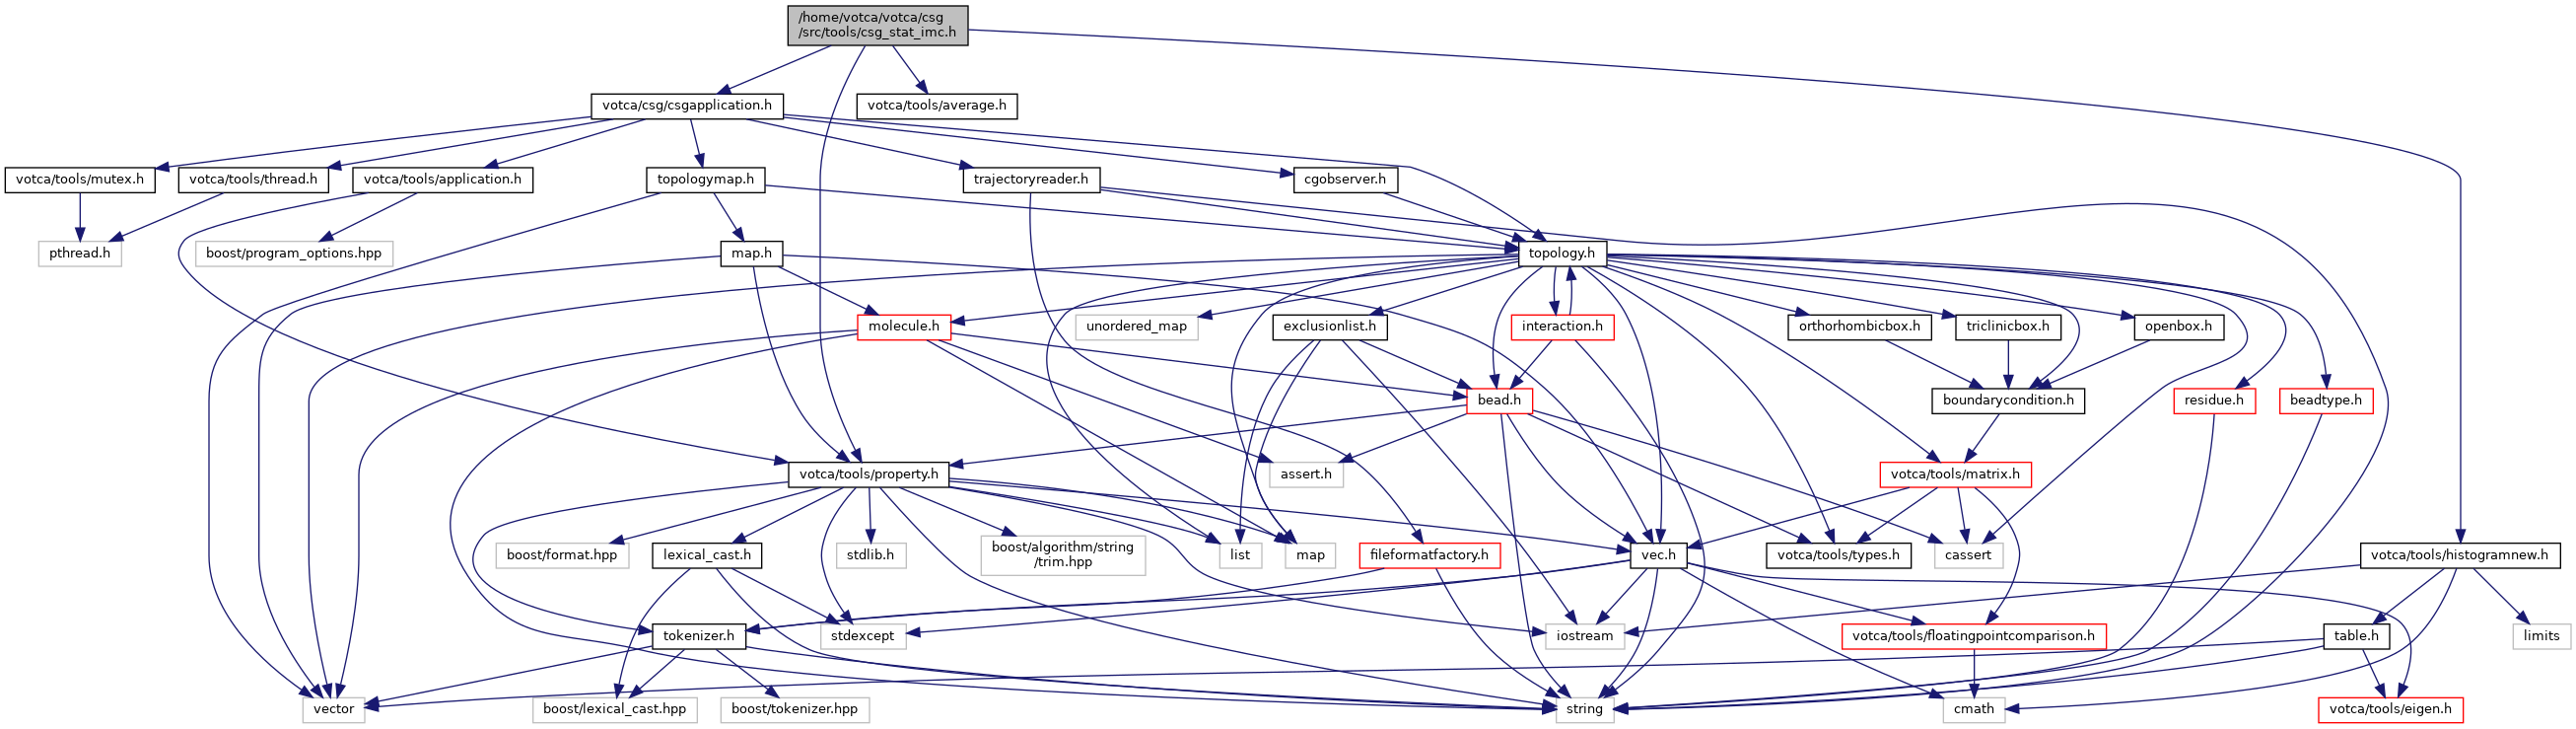 /home/votca/votca/csg
/src/tools/csg_stat_imc.h
votca/csg/csgapplication.h
votca/tools/average.h
votca/tools/mutex.h
votca/tools/thread.h
votca/tools/application.h
topologymap.h
trajectoryreader.h
cgobserver.h
pthread.h
boost/program_options.hpp
map.h
topology.h
molecule.h
unordered_map
exclusionlist.h
interaction.h
orthorhombicbox.h
triclinicbox.h
openbox.h
bead.h
boundarycondition.h
residue.h
beadtype.h
votca/tools/property.h
assert.h
votca/tools/matrix.h
boost/format.hpp
lexical_cast.h
stdlib.h
boost/algorithm/string
/trim.hpp
list
map
fileformatfactory.h
vec.h
votca/tools/types.h
cassert
votca/tools/histogramnew.h
tokenizer.h
stdexcept
iostream
votca/tools/floatingpointcomparison.h
table.h
limits
vector
boost/lexical_cast.hpp
boost/tokenizer.hpp
string
cmath
votca/tools/eigen.h